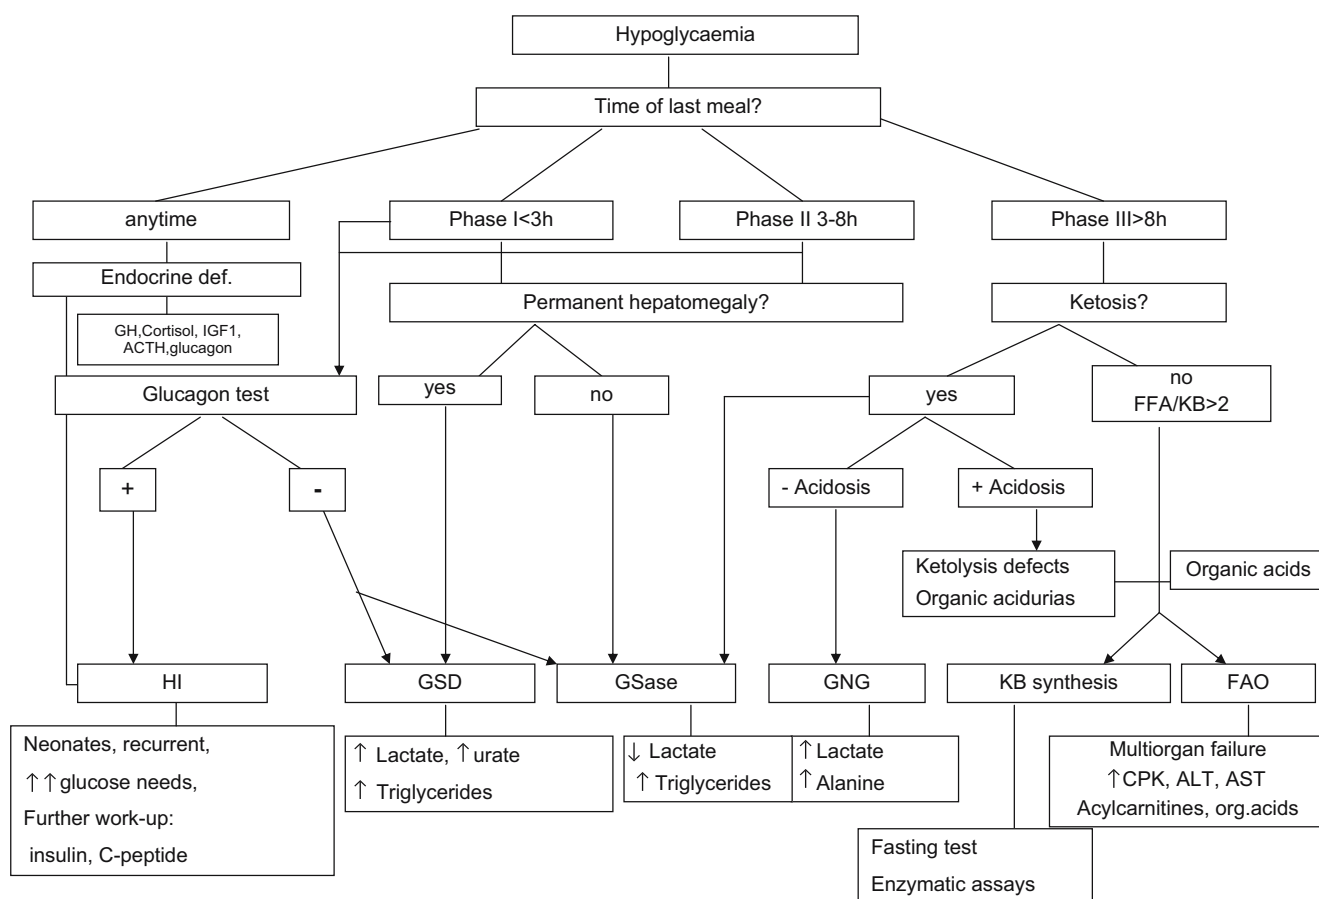 Hypoglycaemia
Time of last meal?
anytime
Phase I<3h
Phase II 3-8h
Phase III>8h
Endocrine def.
Permanent hepatomegaly?
Ketosis?
GH,Cortisol, IGF1,
ACTH,glucagon
Glucagon test
yes
no
yes
no
FFA/KB>2
+
-
- Acidosis
+ Acidosis
Ketolysis defects
Organic acidurias
Organic acids
HI
GSD
GSase
GNG
KB synthesis
FAO
Neonates, recurrent,
↑↑glucose needs,
Further work-up:
insulin, C-peptide
↑ Lactate, ↑urate
↑ Triglycerides
↓ Lactate
↑ Triglycerides
↑ Lactate
↑ Alanine
Multiorgan failure
↑CPK, ALT, AST
Acylcarnitines, org.acids
Fasting test
Enzymatic assays